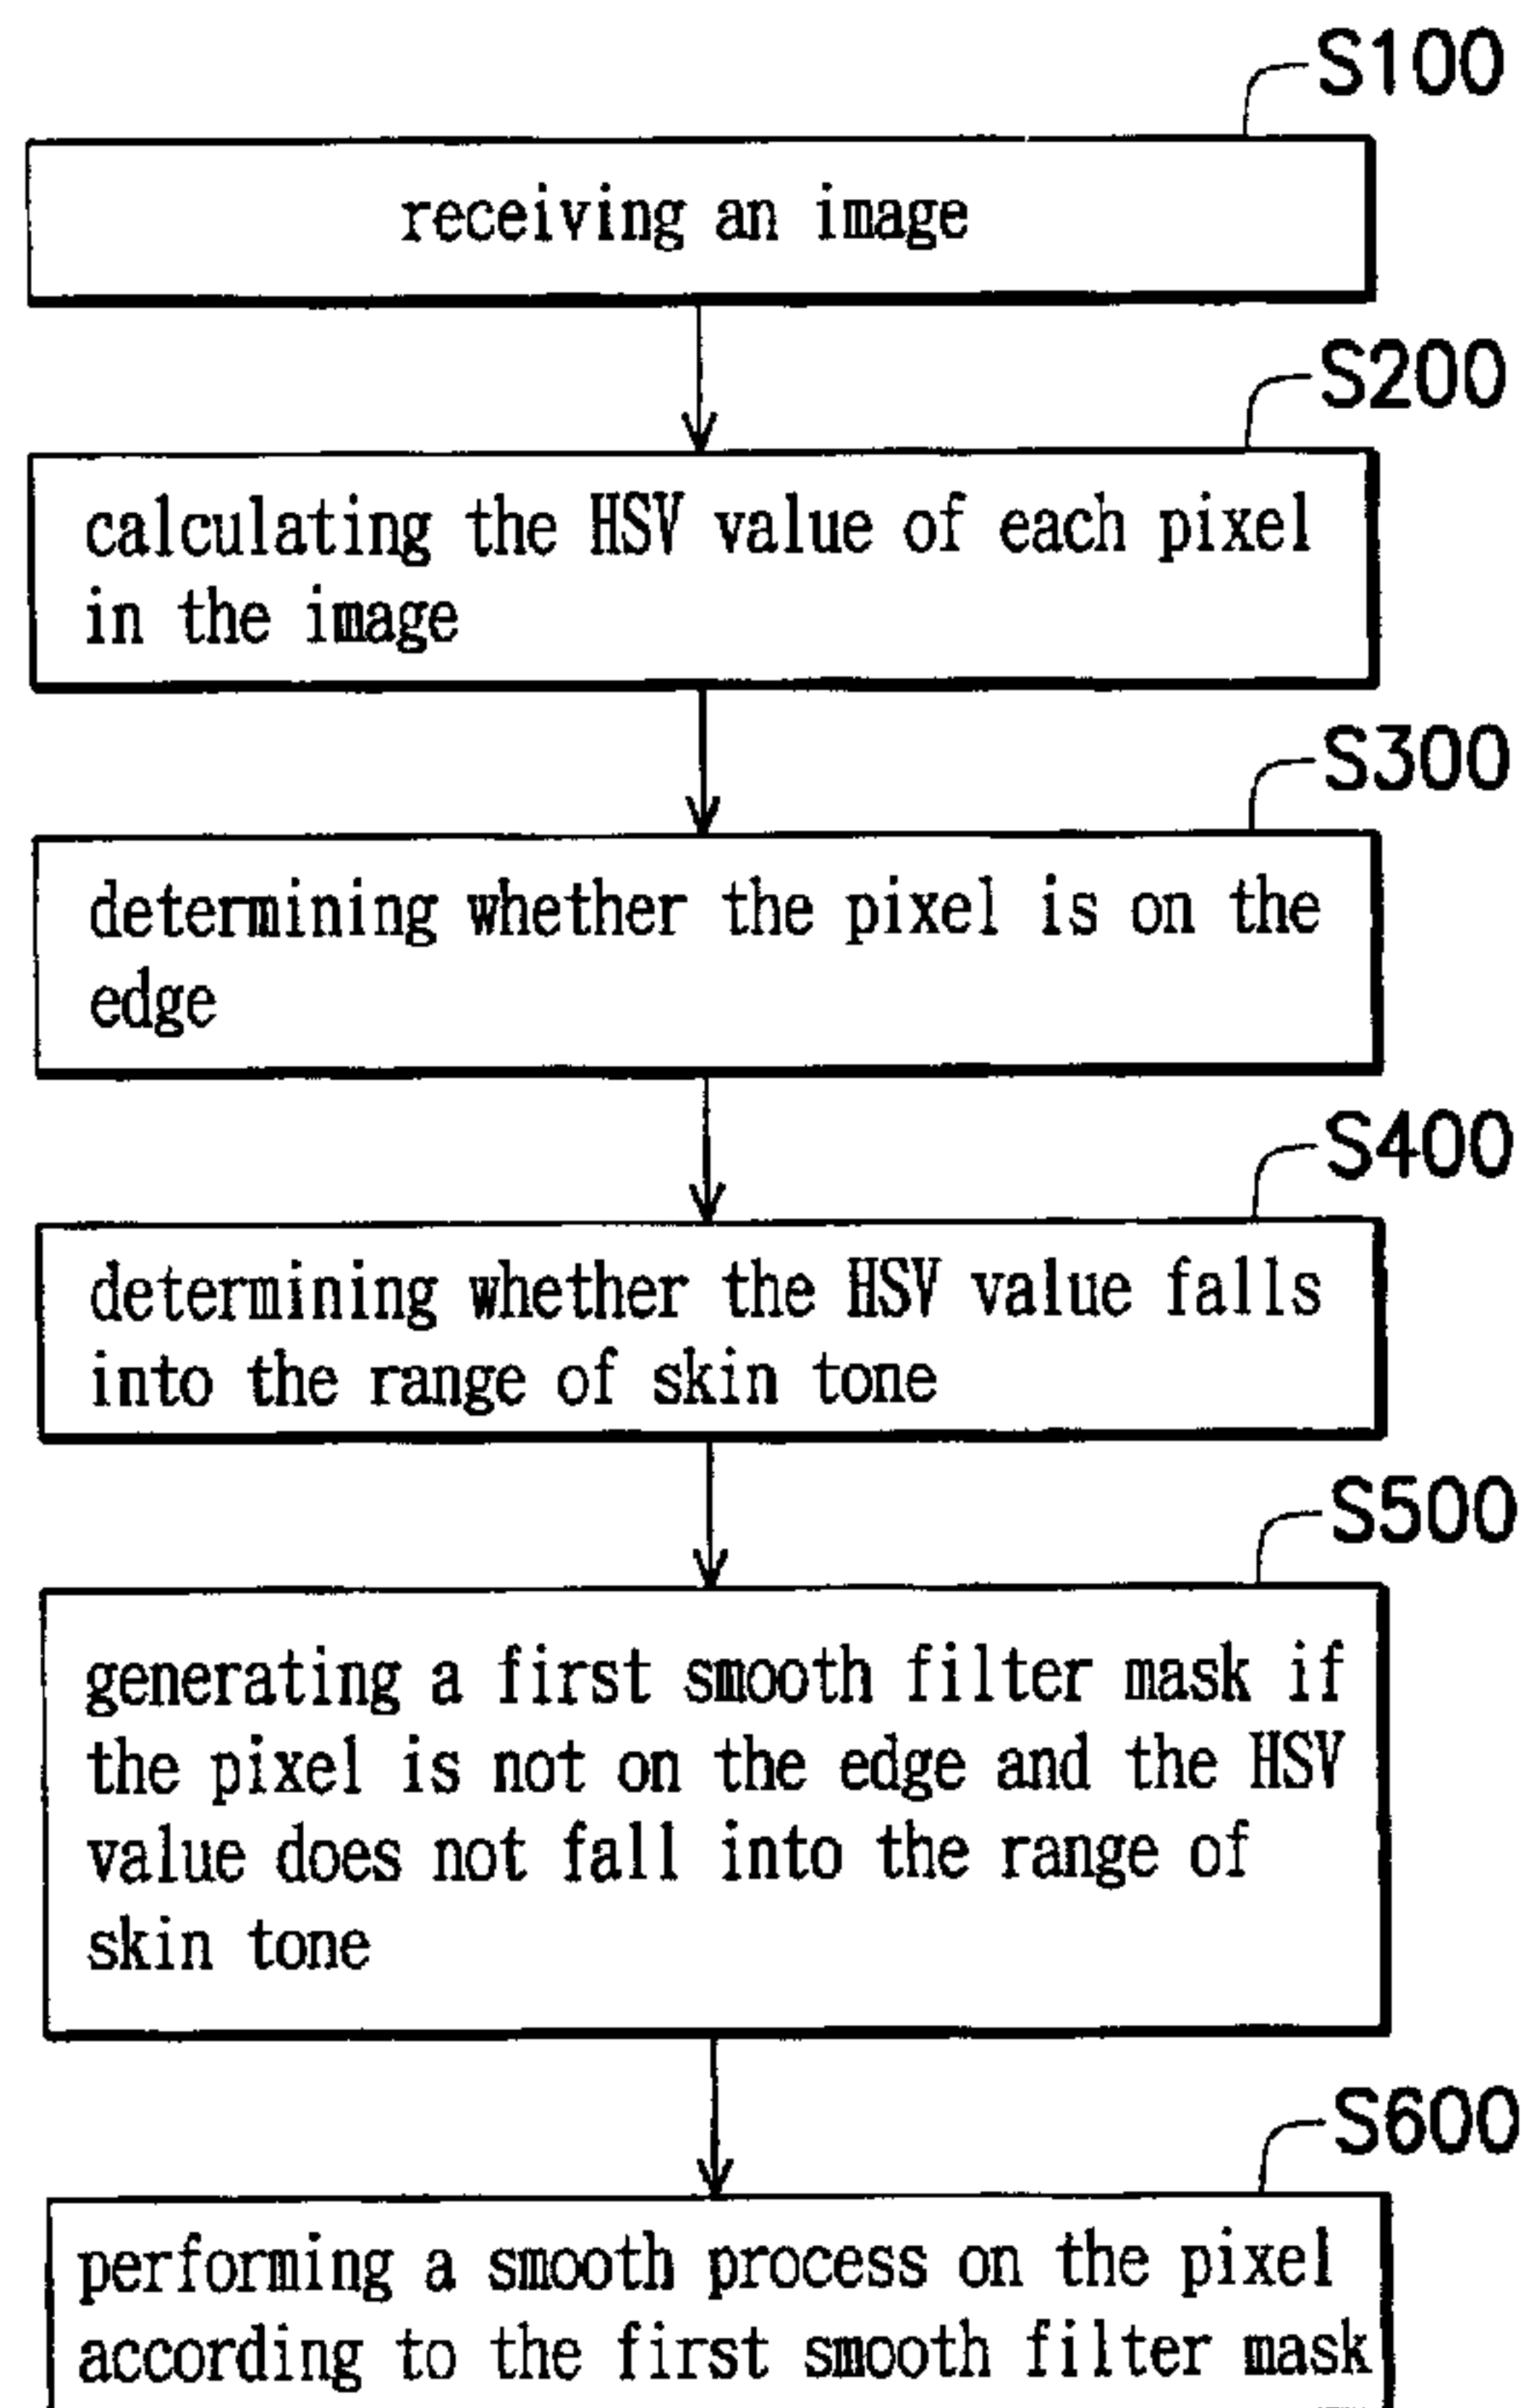 S100
receiving an image
S200
calculating the HSV value of each pixel
in the image
S300
determining whether the pixel is on the
edge
S400
determining whether the HSV value falls
into the range of skin tone
S500
generating a first smooth filter mask if
the pixel is not on the edge and the HSV
value does not fall into the range of
skin tone
S600
performing a smooth process on the pixel
according to the first smooth filter mask